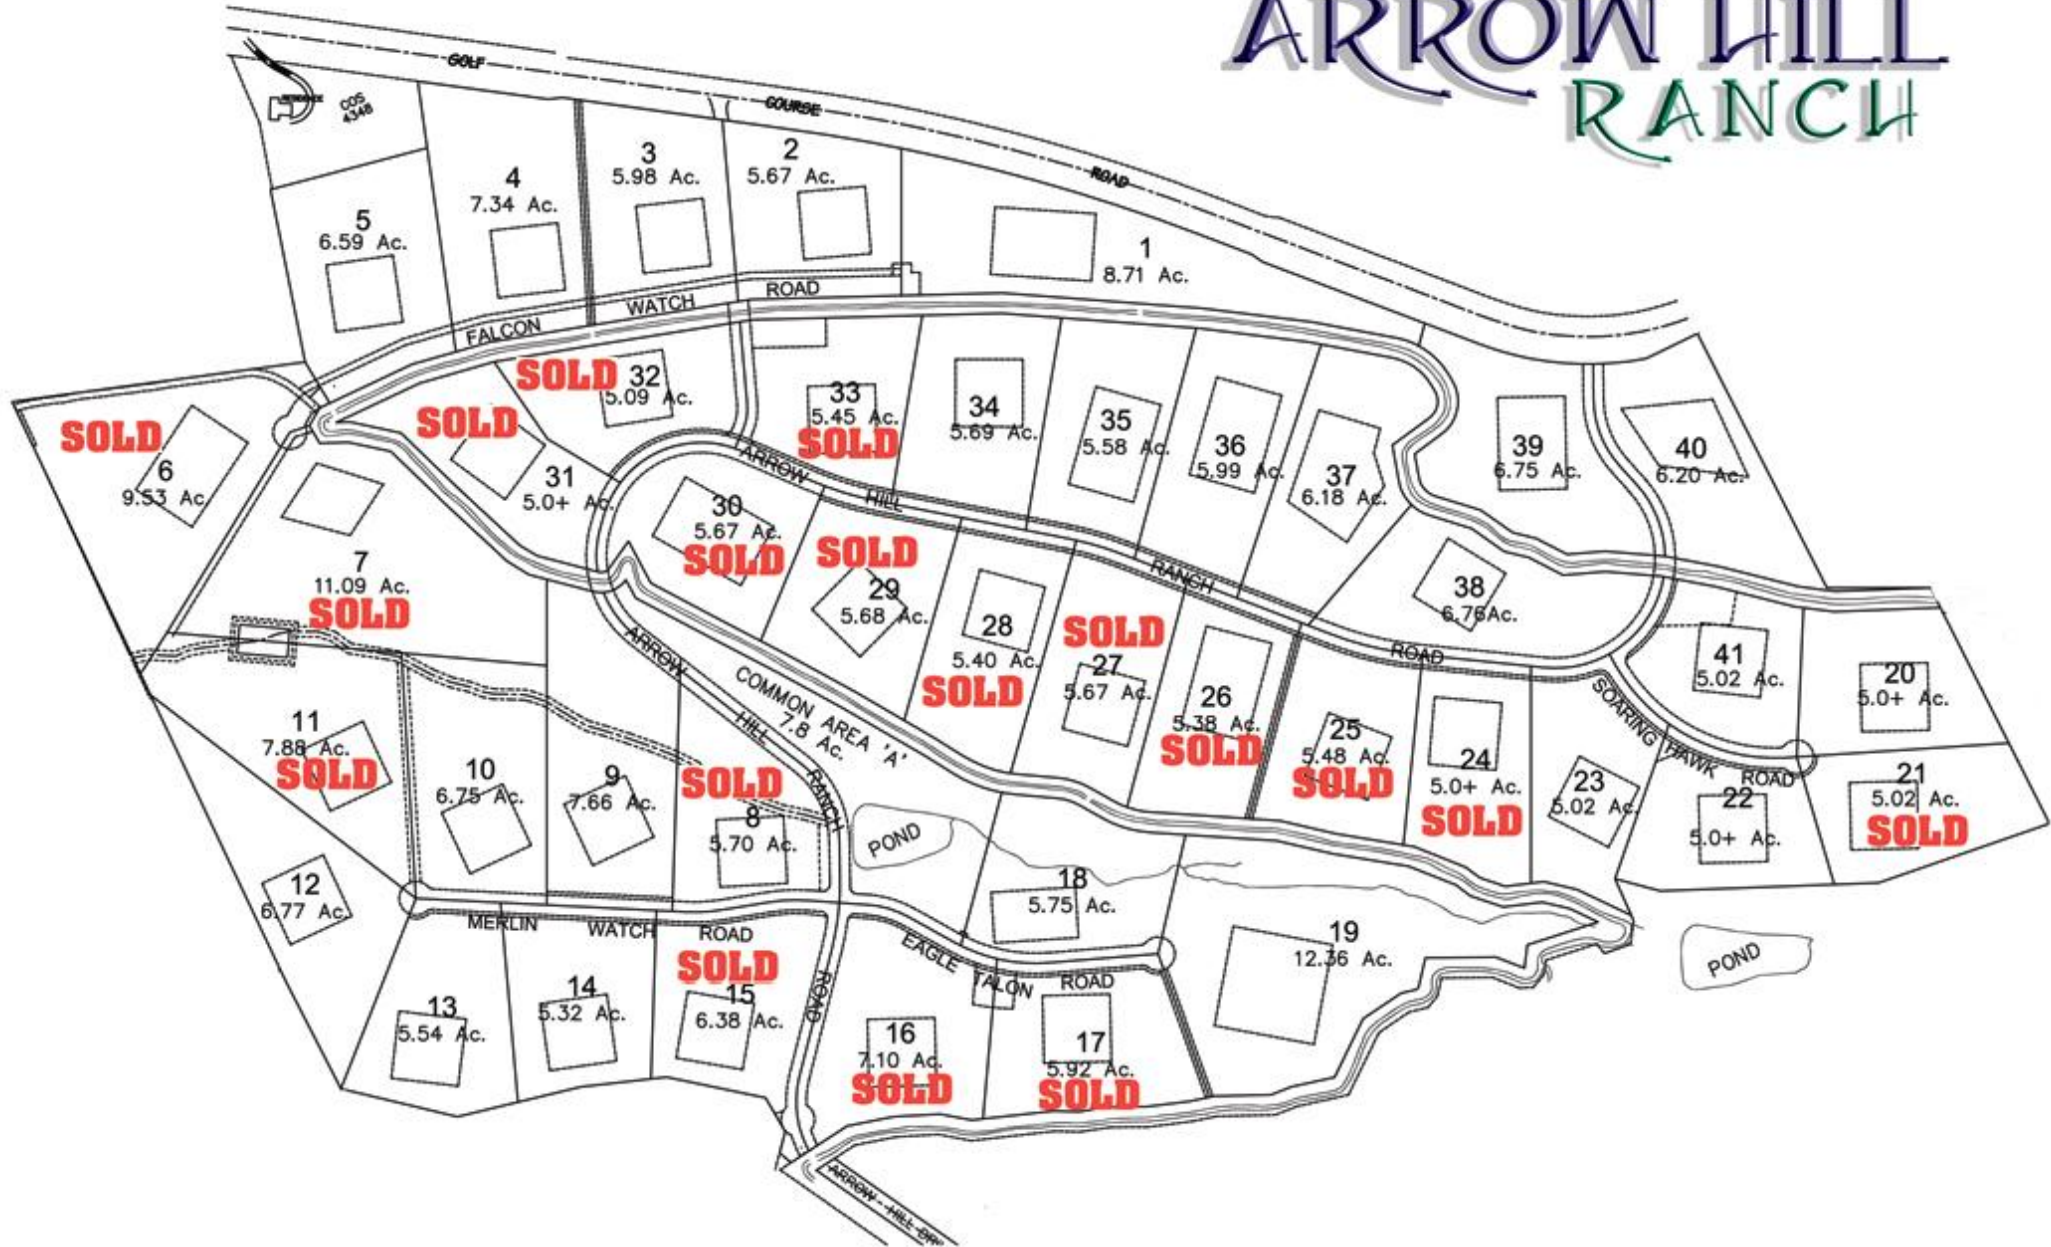 ARROW HILL
RANCH
GOLF
COURSE
ROAD
RESIDENCE
COS
4348
5
6.59 Ac.
4
7.34 Ac.
3
5.98 Ac.
2
5.67 Ac.
1
8.71 Ac.
FALCON
WATCH
ROAD
SOLD
6
9.53 Ac.
7
11.09 Ac.
SOLD
SOLD
31
5.0+ Ac.
SOLD
32
5.09 Ac.
33
5.45 Ac.
SOLD
34
5.69 Ac.
35
5.58 Ac.
36
5.99 Ac.
37
6.18 Ac.
38
6.76Ac.
39
6.75 Ac.
40
6.20 Ac.
ARROW
HILL
RANCH
ROAD
30
5.67 Ac.
SOLD
SOLD
29
5.68 Ac.
28
5.40 Ac.
SOLD
SOLD
27
5.67 Ac.
26
5.38 Ac.
SOLD
25
5.48 Ac.
SOLD
24
5.0+ Ac.
SOLD
23
5.02 Ac.
41
5.02 Ac.
20
5.0+ Ac.
SOARING
HAWK
ROAD
22
5.0+ Ac.
21
5.02 Ac.
SOLD
ARROW
HILL
RANCH
ROAD
COMMON AREA 'A'
7.8 Ac.
11
7.88 Ac.
SOLD
10
6.75 Ac.
9
7.66 Ac.
SOLD
8
5.70 Ac.
POND
18
5.75 Ac.
19
12.36 Ac.
POND
12
6.77 Ac.
MERLIN
WATCH
ROAD
EAGLE
TALON
ROAD
13
5.54 Ac.
14
5.32 Ac.
SOLD
15
6.38 Ac.
16
7.10 Ac.
SOLD
17
5.92 Ac.
SOLD
ARROW - HILL DR